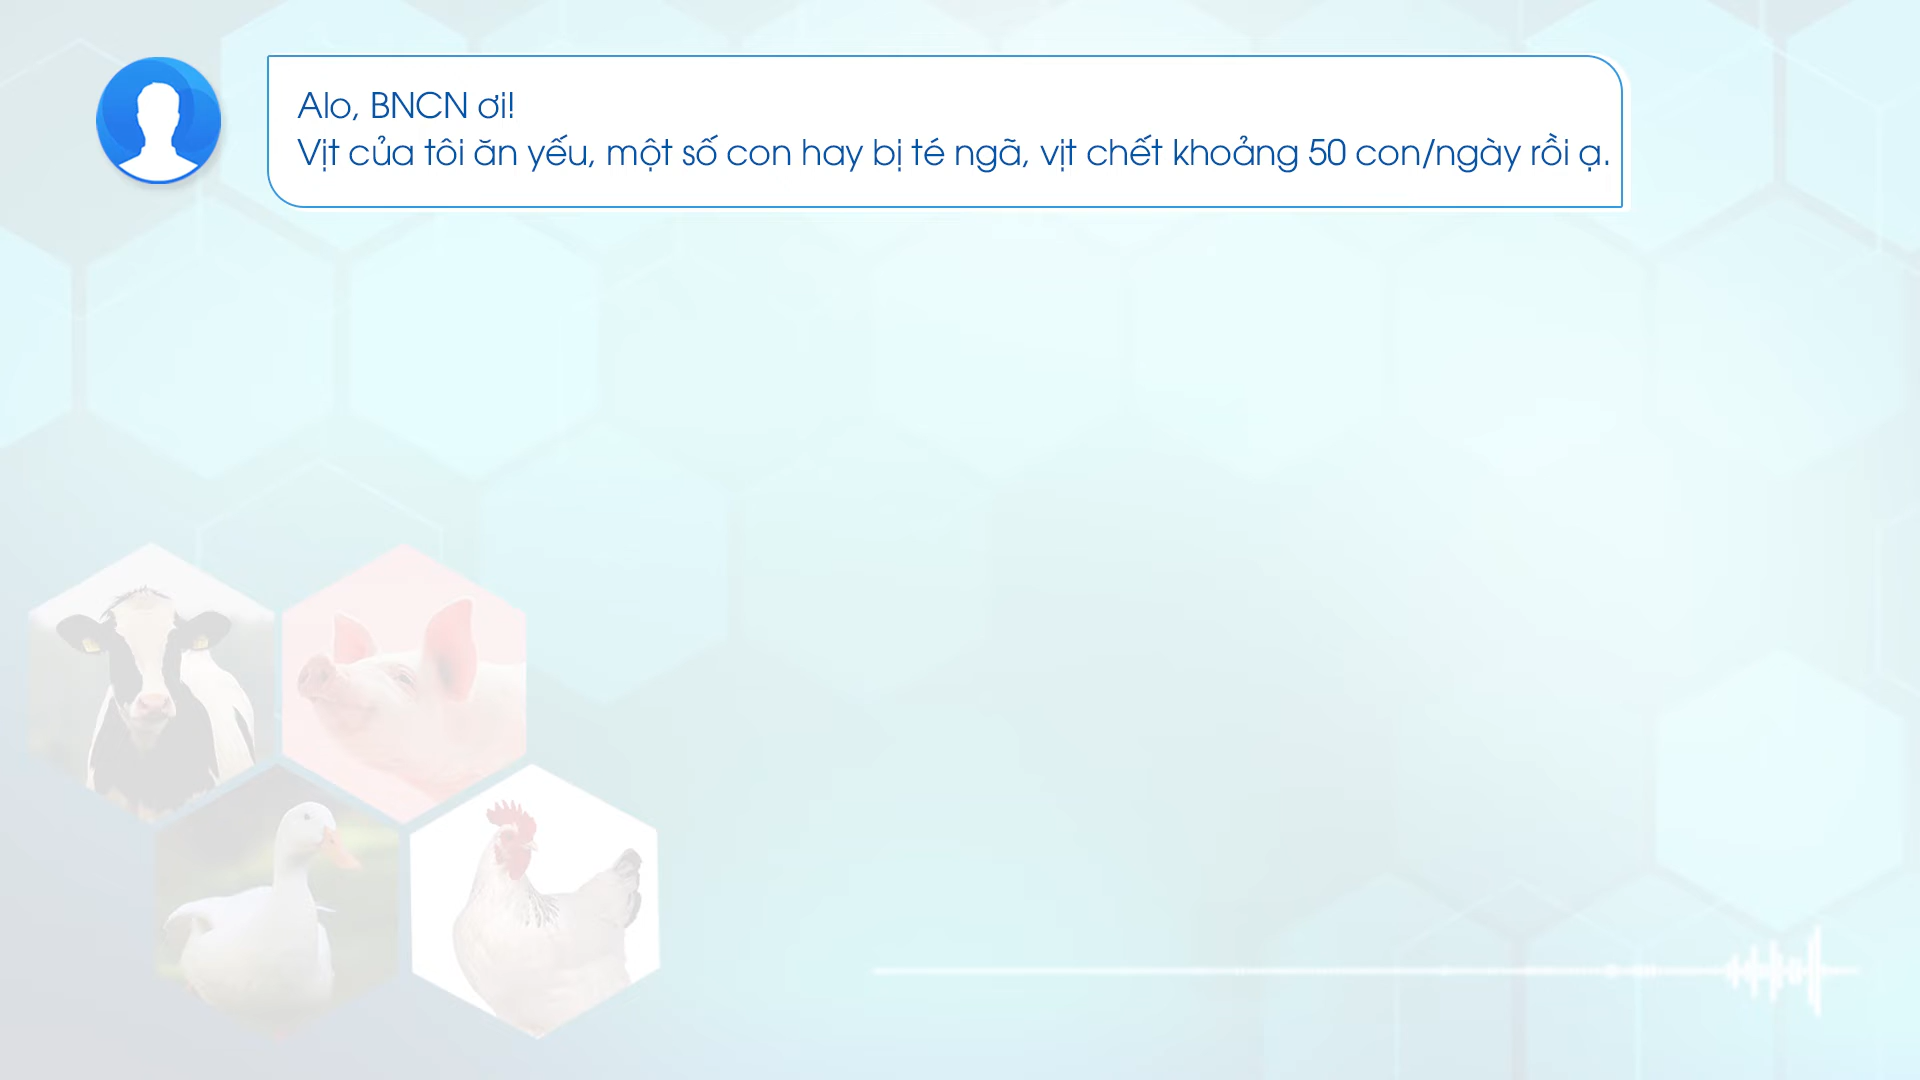 Alo, BNCN ơi!
Vịt của tôi ăn yếu, một số con hay bị té ngã, vịt chết khoảng 50 con/ngày rồi ạ.